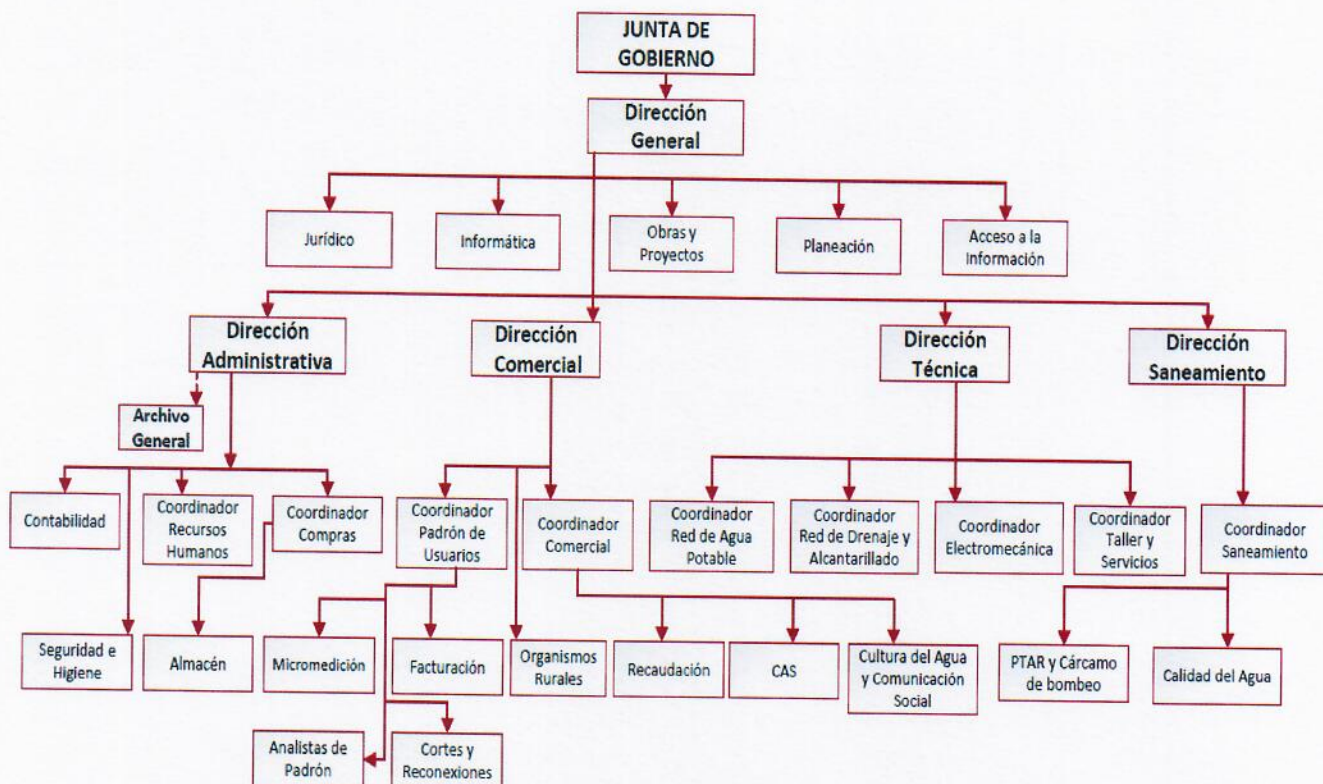 JUNTA DE
GOBIERNO
Dirección
General
Jurídico
Informática
Obras y
Proyectos
Planeación
Acceso a la
Información
Dirección
Administrativa
Dirección
Comercial
Dirección
Técnica
Dirección
Saneamiento
Archivo
General
Contabilidad
Coordinador
Recursos
Humanos
Coordinador
Compras
Coordinador
Padrón de
Usuarios
Coordinador
Comercial
Coordinador
Red de Agua
Potable
Coordinador
Red de Drenaje y
Alcantarillado
Coordinador
Electromecánica
Coordinador
Taller y
Servicios
Coordinador
Saneamiento
Seguridad e
Higiene
Almacén
Micromedición
Facturación
Organismos
Rurales
Recaudación
CAS
Cultura del Agua
y Comunicación
Social
PTAR y Cárcamo
de bombeo
Calidad del Agua
Analistas de
Padrón
Cortes y
Reconexiones